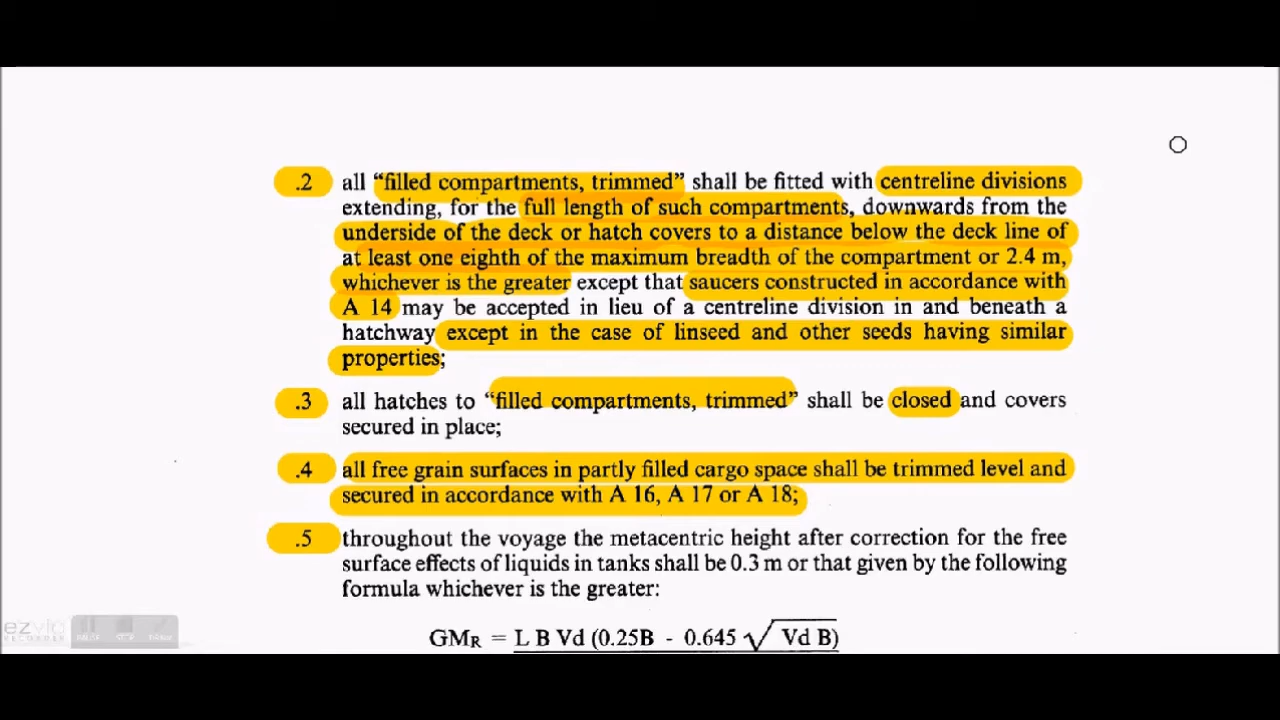 .2 all “filled compartments, trimmed” shall be fitted with centreline divisions
extending, for the full length of such compartments, downwards from the
underside of the deck or hatch covers to a distance below the deck line of
at least one eighth of the maximum breadth of the compartment or 2.4 m,
whichever is the greater except that saucers constructed in accordance with
A 14 may be accepted in lieu of a centreline division in and beneath a
hatchway except in the case of linseed and other seeds having similar
properties;
.3 all hatches to “filled compartments, trimmed” shall be closed and covers
secured in place;
.4 all free grain surfaces in partly filled cargo space shall be trimmed level and
secured in accordance with A 16, A 17 or A 18;
.5 throughout the voyage the metacentric height after correction for the free
surface effects of liquids in tanks shall be 0.3 m or that given by the following
formula whichever is the greater:
GMR = L B Vd (0.25B - 0.645 √ Vd B)
ezvid
RECORDER